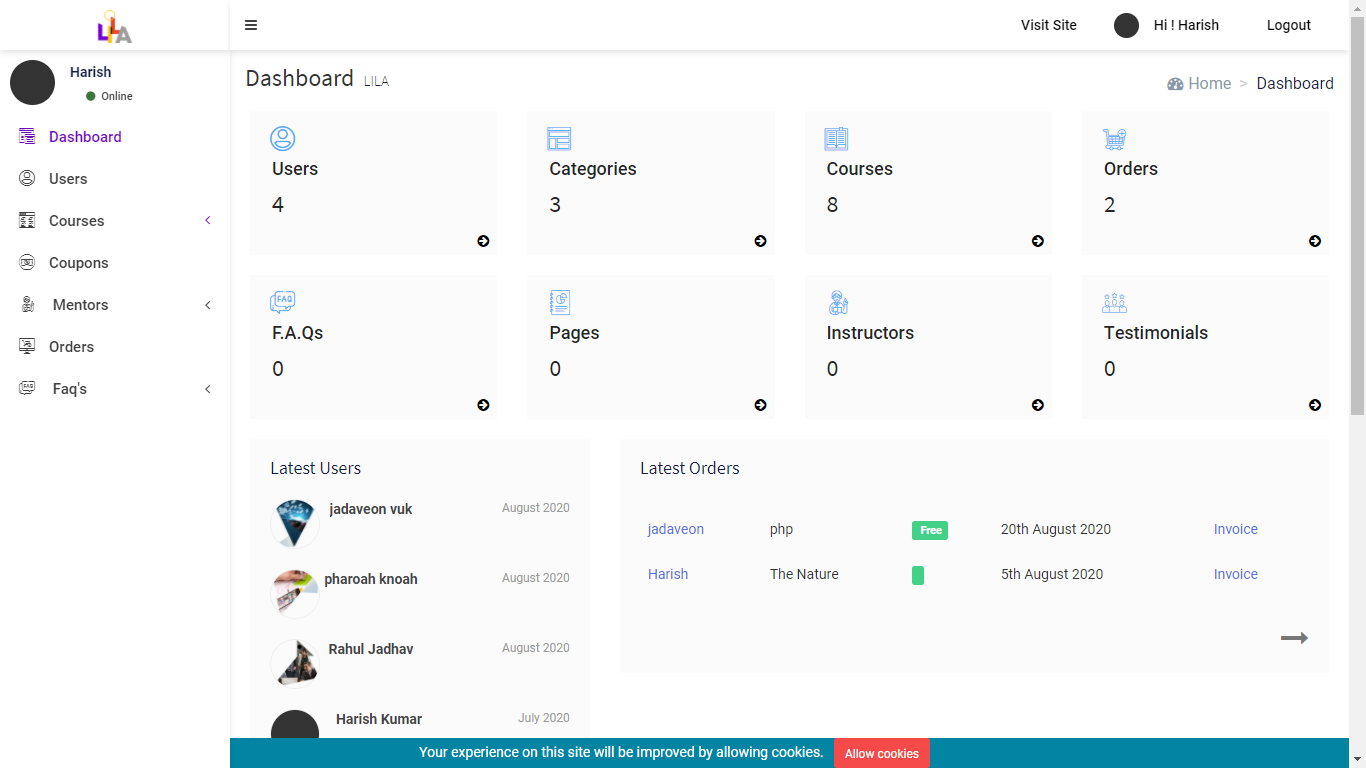 LILA
Visit Site
Hi ! Harish
Logout
Harish
Online
Dashboard
Users
Courses
Coupons
Mentors
Orders
Faq's
Dashboard LILA
Home > Dashboard
Users
4
Categories
3
Courses
8
Orders
2
FAQ
F.A.Qs
0
Pages
0
Instructors
0
Testimonials
0
Latest Users
jadaveon vuk August 2020
pharoah knoah August 2020
Rahul Jadhav August 2020
Harish Kumar July 2020
Latest Orders
jadaveon php Free 20th August 2020 Invoice
Harish The Nature 5th August 2020 Invoice
Your experience on this site will be improved by allowing cookies. Allow cookies